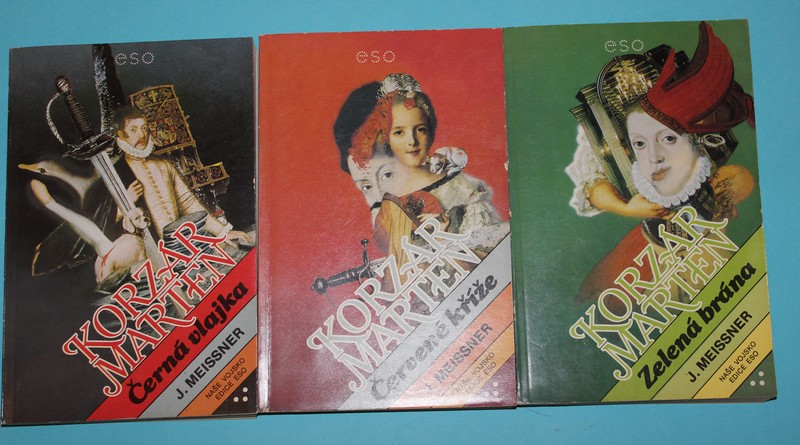 eso
KORZÁR
MARTEN
Černá vlajka
J. MEISSNER
NAŠE VOJSKO
EDICE ESO
eso
KORZÁR
MARTEN
Červené kříže
J. MEISSNER
NAŠE VOJSKO
EDICE ESO
eso
KORZÁR
MARTEN
Zelená brána
J. MEISSNER
NAŠE VOJSKO
EDICE ESO